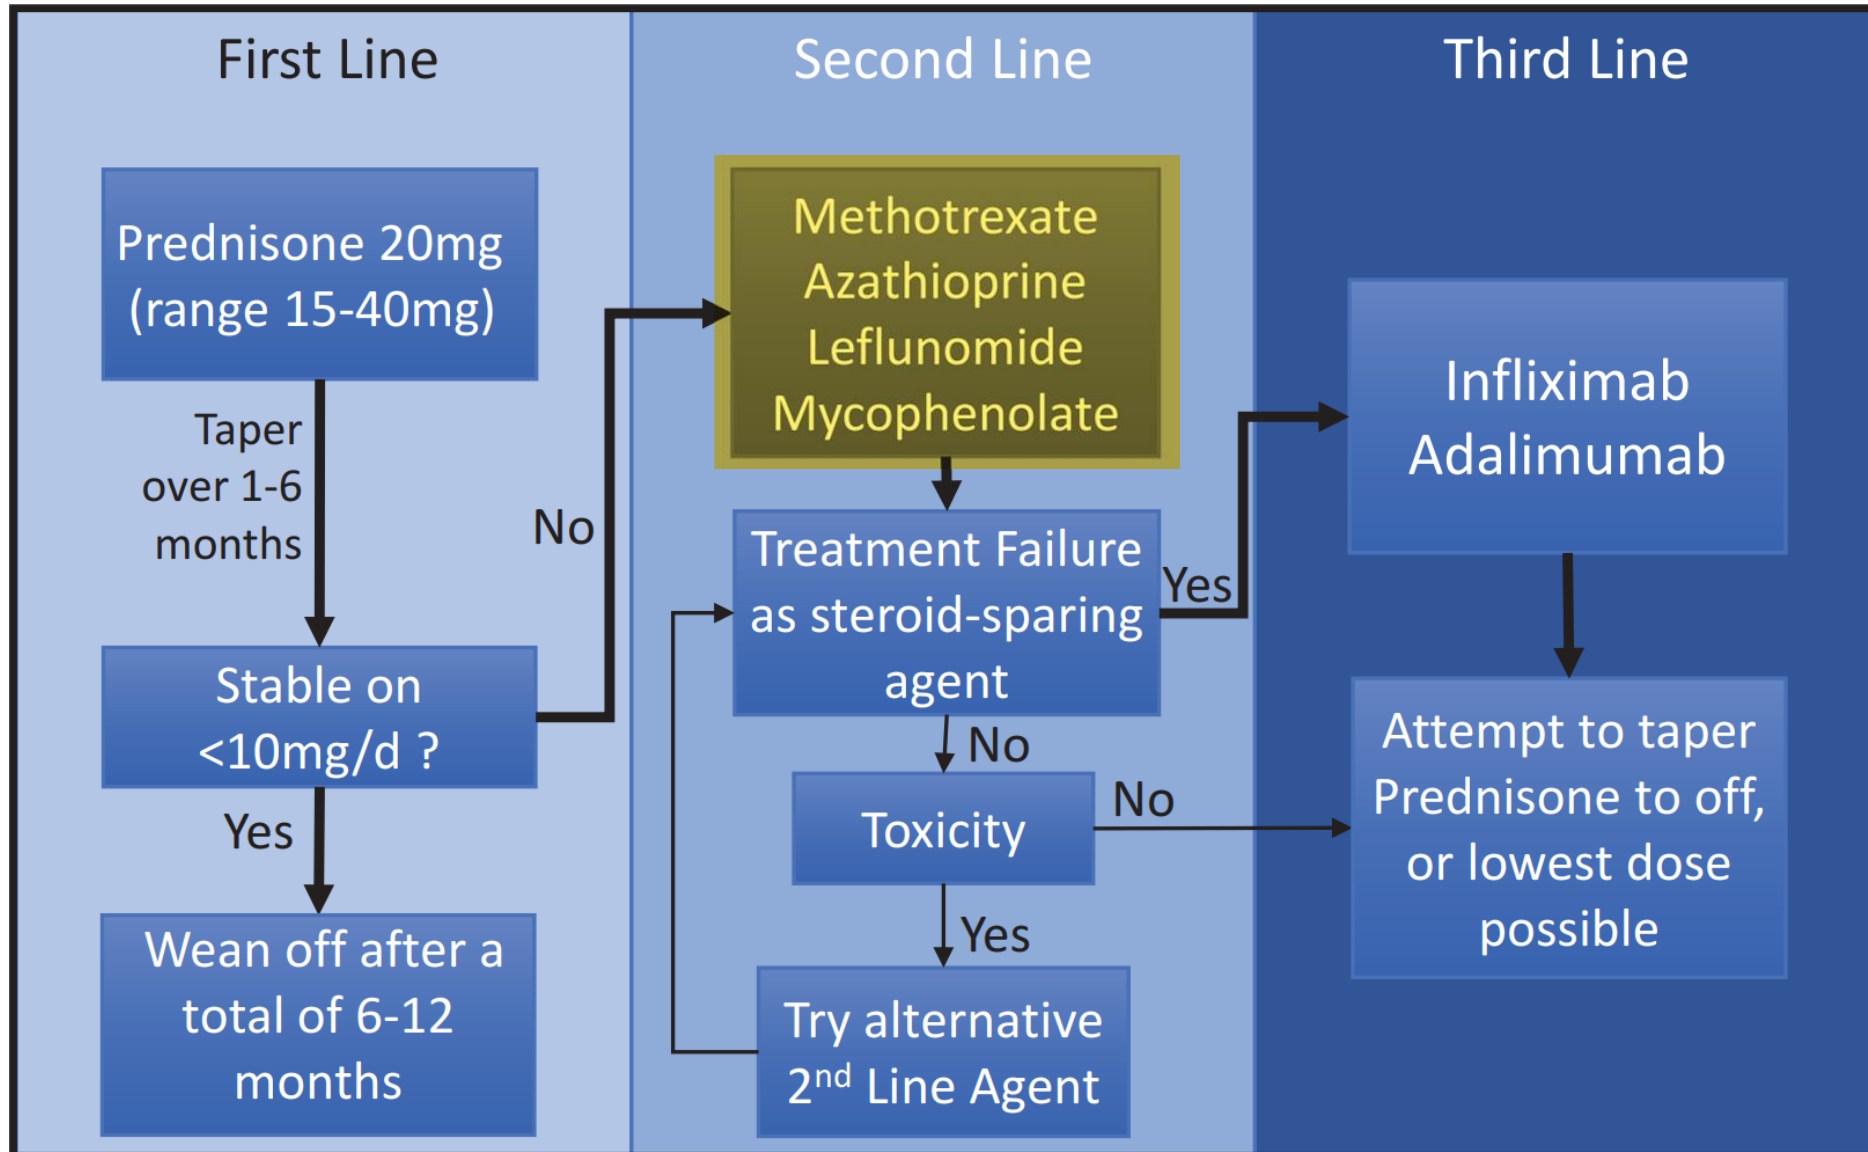 First Line
Prednisone 20mg
(range 15-40mg)
Taper
over 1-6
months
Stable on
<10mg/d ?
No
Yes
Wean off after a
total of 6-12
months
Second Line
Methotrexate
Azathioprine
Leflunomide
Mycophenolate
Treatment Failure
as steroid-sparing
agent
Yes
No
Toxicity
No
Yes
Try alternative
2nd Line Agent
Third Line
Infliximab
Adalimumab
Attempt to taper
Prednisone to off,
or lowest dose
possible